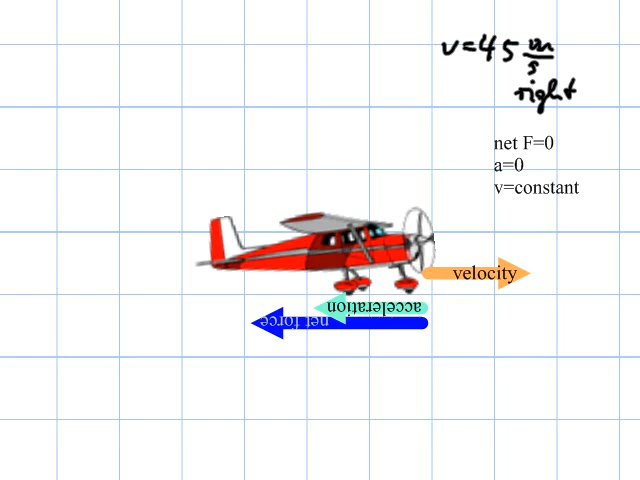 v=45 m/s
right
net F=0
a=0
v=constant
velocity
acceleration
net force